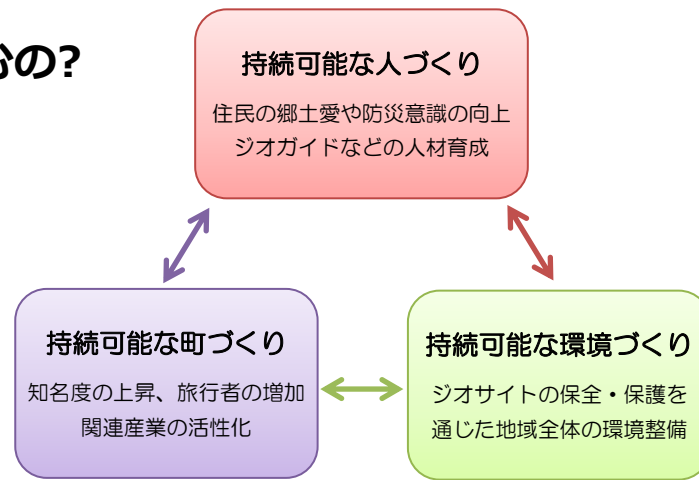 むの?
持続可能な人づくり
住民の郷土愛や防災意識の向上
ジオガイドなどの人材育成
持続可能な町づくり
知名度の上昇、旅行者の増加
関連産業の活性化
持続可能な環境づくり
ジオサイトの保全・保護を
通じた地域全体の環境整備